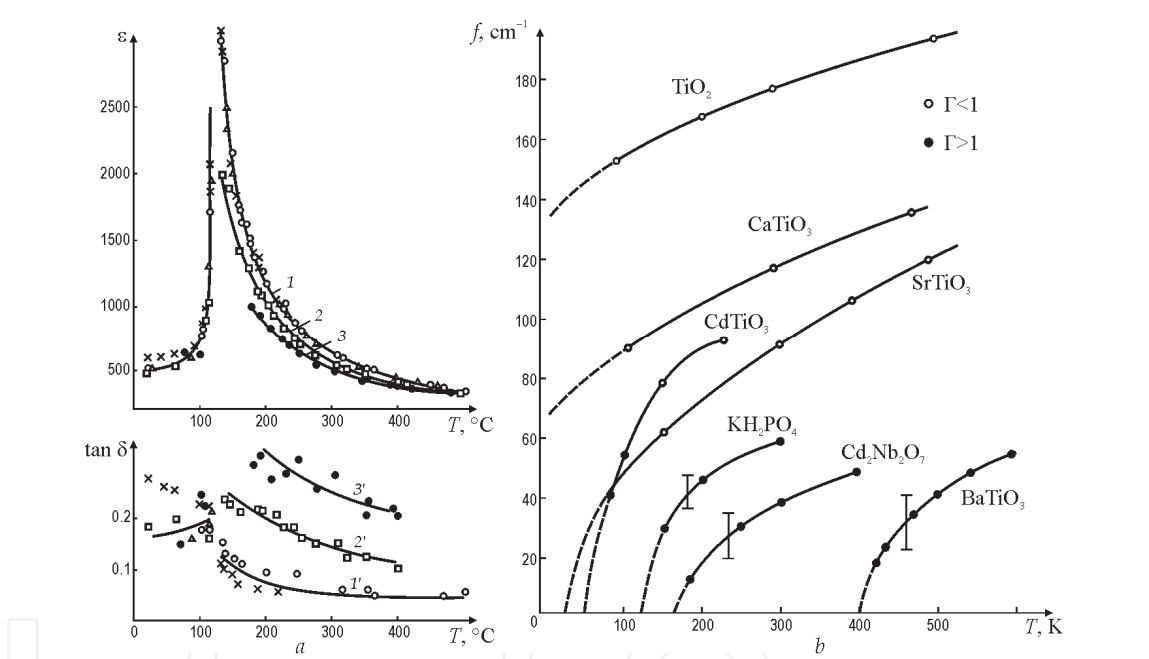 ε
2500
2000
1500
1000
500
1
2
3
100
200
300
400
T, °C
tan δ
0.2
0.1
3'
2'
1'
0
100
200
300
400
T, °C
a
f, cm⁻¹
180
160
140
120
100
80
60
40
20
0
TiO₂
Γ<1
Γ>1
CaTiO₃
SrTiO₃
CdTiO₃
KH₂PO₄
Cd₂Nb₂O₇
BaTiO₃
100
200
300
400
500
T, K
b